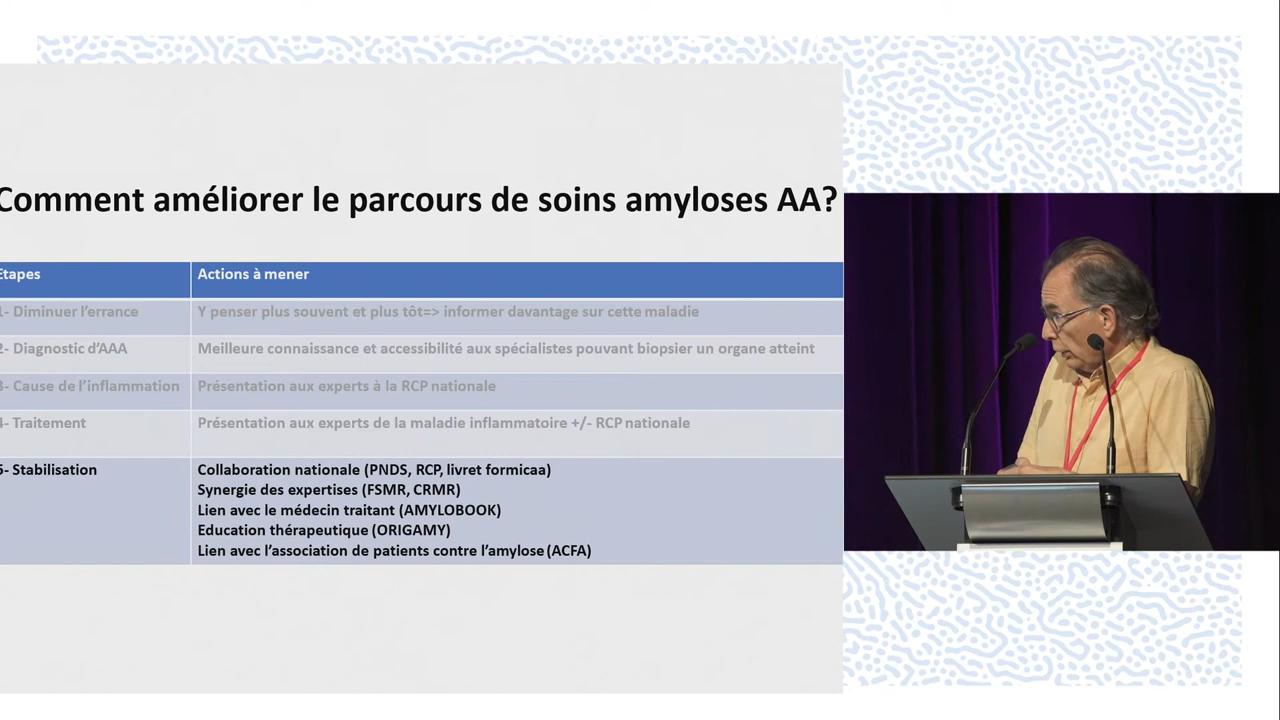 Comment améliorer le parcours de soins amyloses AA?
Etapes Actions à mener
1- Diminuer l'errance Y penser plus souvent et plus tôt=> informer davantage sur cette maladie
2- Diagnostic d'AAA Meilleure connaissance et accessibilité aux spécialistes pouvant biopsier un organe atteint
3- Cause de l'inflammation Présentation aux experts à la RCP nationale
4- Traitement Présentation aux experts de la maladie inflammatoire +/- RCP nationale
5- Stabilisation Collaboration nationale (PNDS, RCP, livret formicaa)
Synergie des expertises (FSMR, CRMR)
Lien avec le médecin traitant (AMYLOBOOK)
Education thérapeutique (ORIGAMY)
Lien avec l'association de patients contre l'amylose (ACFA)